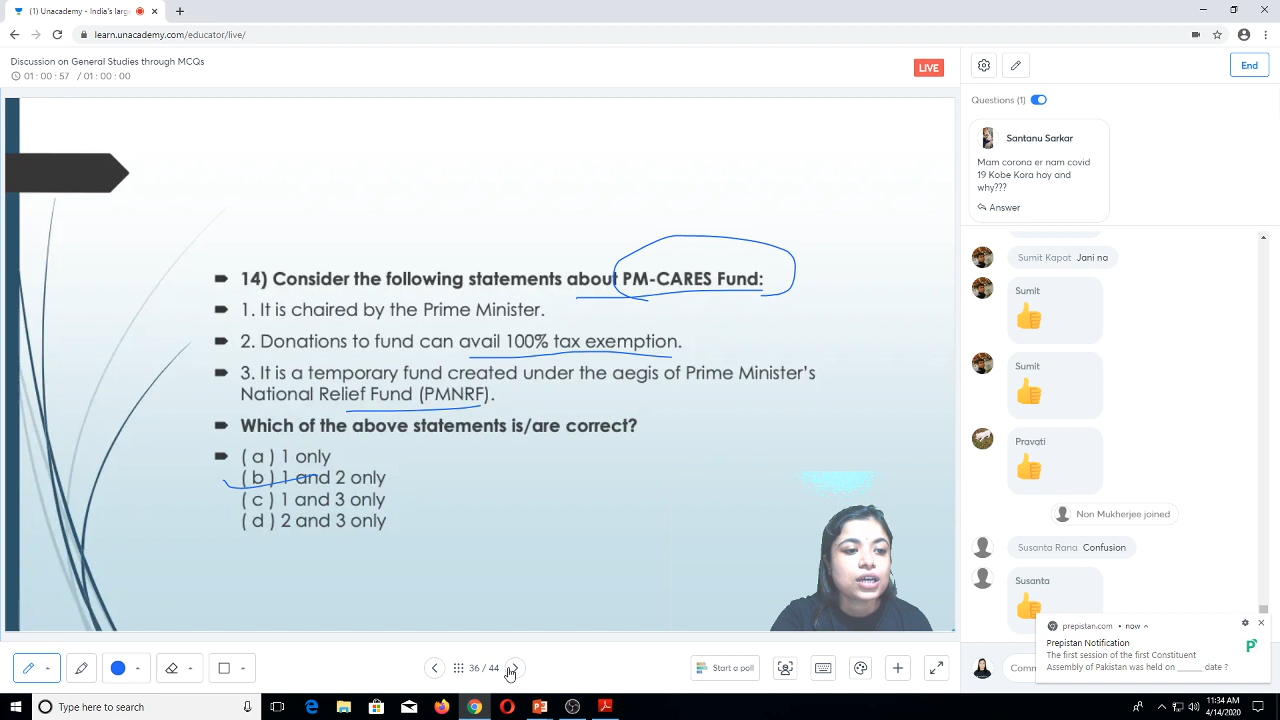 (1) Unacademy - India's larg
learn.unacademy.com/educator/live/
Discussion on General Studies through MCQs
01 : 00 : 57 / 01 : 00 : 00
LIVE
End
Questions (1)
Santanu Sarkar
Mam corona er nam covid
19 Kobe Kora hoy and
why???
Answer
14) Consider the following statements about PM-CARES Fund:
1. It is chaired by the Prime Minister.
2. Donations to fund can avail 100% tax exemption.
3. It is a temporary fund created under the aegis of Prime Minister's
National Relief Fund (PMNRF).
Which of the above statements is/are correct?
( a ) 1 only
( b ) 1 and 2 only
( c ) 1 and 3 only
( d ) 2 and 3 only
Sumit Kapat Jani na
Sumit
Sumit
Pravati
Non Mukherjee joined
Susanta Rana Confusion
Susanta
prepistan.com • now
Prepistan Notification
The first session of the first Constituent
Assembly of Pakistan was held on _____ date ?
36 / 44
Start a poll
Comm
Type here to search
11:34 AM
4/14/2020